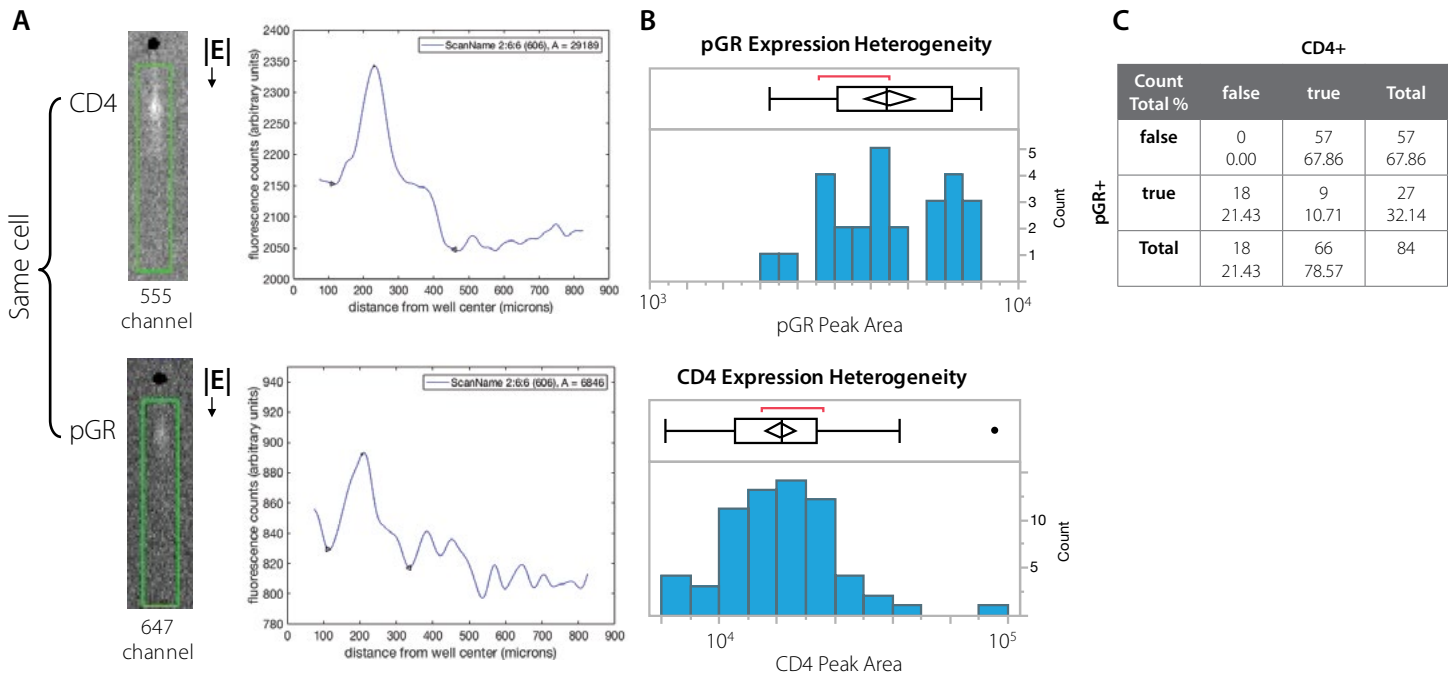 A
Same cell
CD4
|E|
555
channel
ScanName 2:6:6 (606), A = 29189
fluorescence counts (arbitrary units)
2400
2350
2300
2250
2200
2150
2100
2050
2000
0 100 200 300 400 500 600 700 800 900
distance from well center (microns)
pGR
|E|
647
channel
ScanName 2:6:6 (606), A = 6846
fluorescence counts (arbitrary units)
940
920
900
880
860
840
820
800
780
0 100 200 300 400 500 600 700 800 900
distance from well center (microns)
B
pGR Expression Heterogeneity
5
4
3
2
1
Count
10³ 10⁴
pGR Peak Area
CD4 Expression Heterogeneity
10
5
Count
10⁴ 10⁵
CD4 Peak Area
C
CD4+
pGR+
Count
Total % false true Total
false 0 57 57
0.00 67.86 67.86
true 18 9 27
21.43 10.71 32.14
Total 18 66 84
21.43 78.57